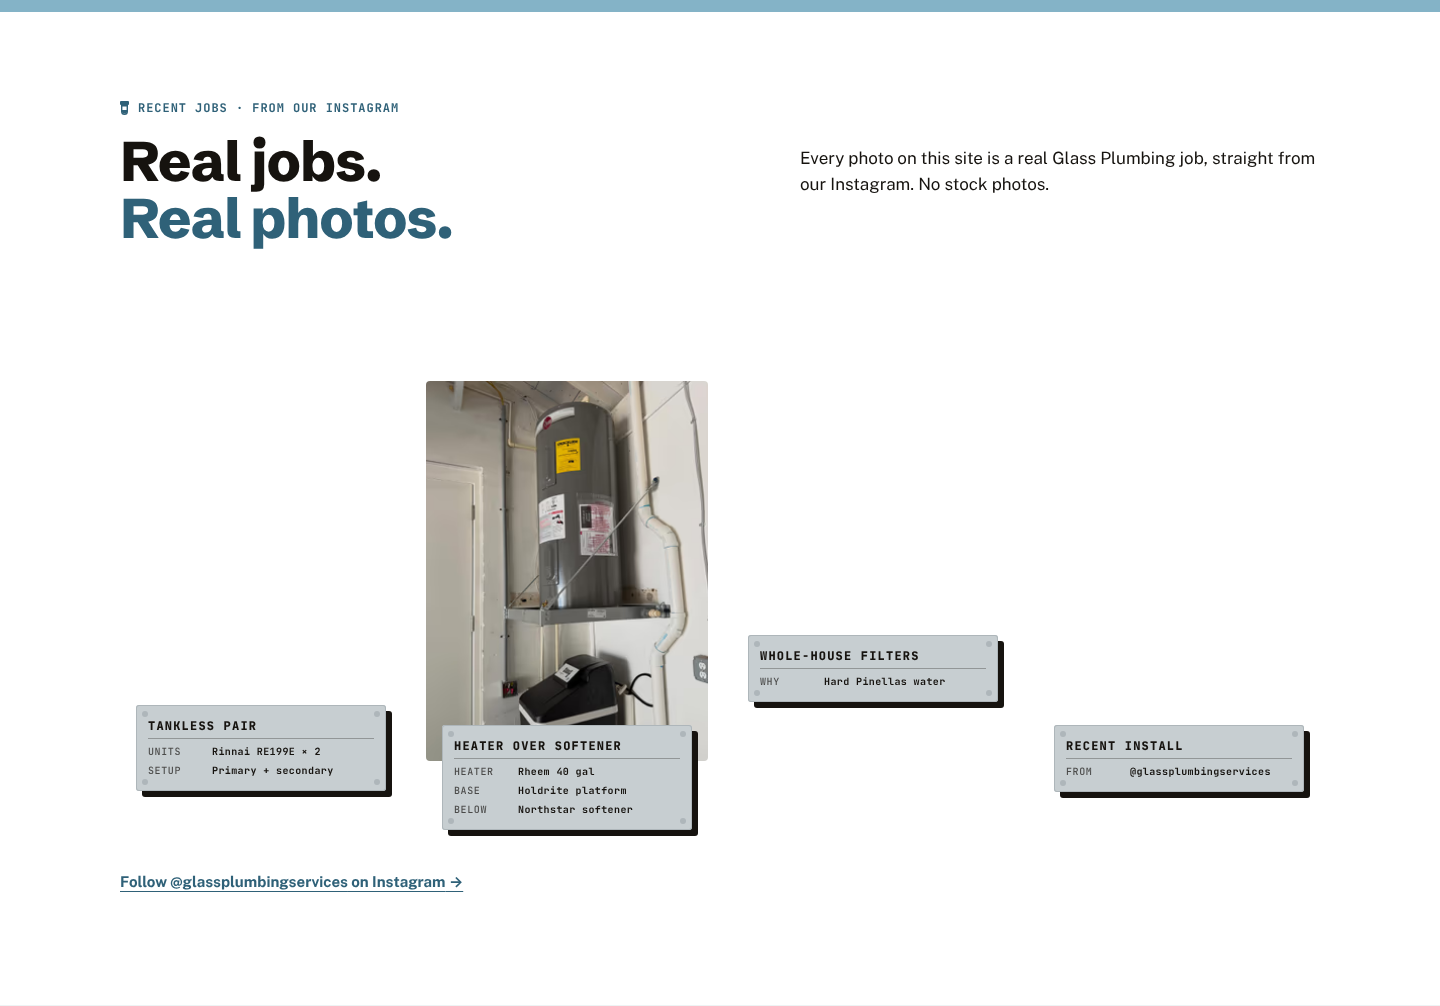 RECENT JOBS · FROM OUR INSTAGRAM
Real jobs.
Real photos.
Every photo on this site is a real Glass Plumbing job, straight from
our Instagram. No stock photos.
TANKLESS PAIR
UNITS Rinnai RE199E × 2
SETUP Primary + secondary
HEATER OVER SOFTENER
HEATER Rheem 40 gal
BASE Holdrite platform
BELOW Northstar softener
WHOLE-HOUSE FILTERS
WHY Hard Pinellas water
RECENT INSTALL
FROM @glassplumbingservices
Follow @glassplumbingservices on Instagram →